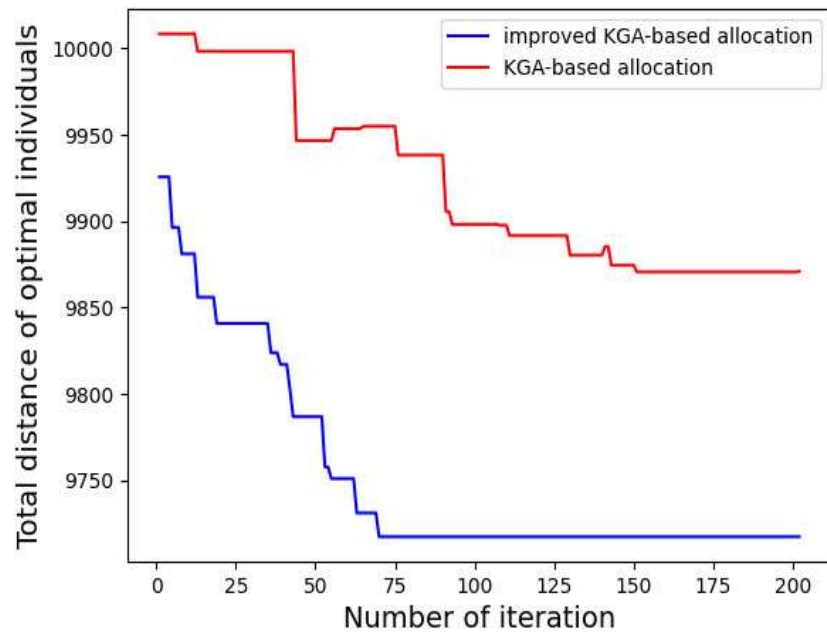 improved KGA-based allocation
KGA-based allocation
Total distance of optimal individuals
10000
9950
9900
9850
9800
9750
0 25 50 75 100 125 150 175 200
Number of iteration